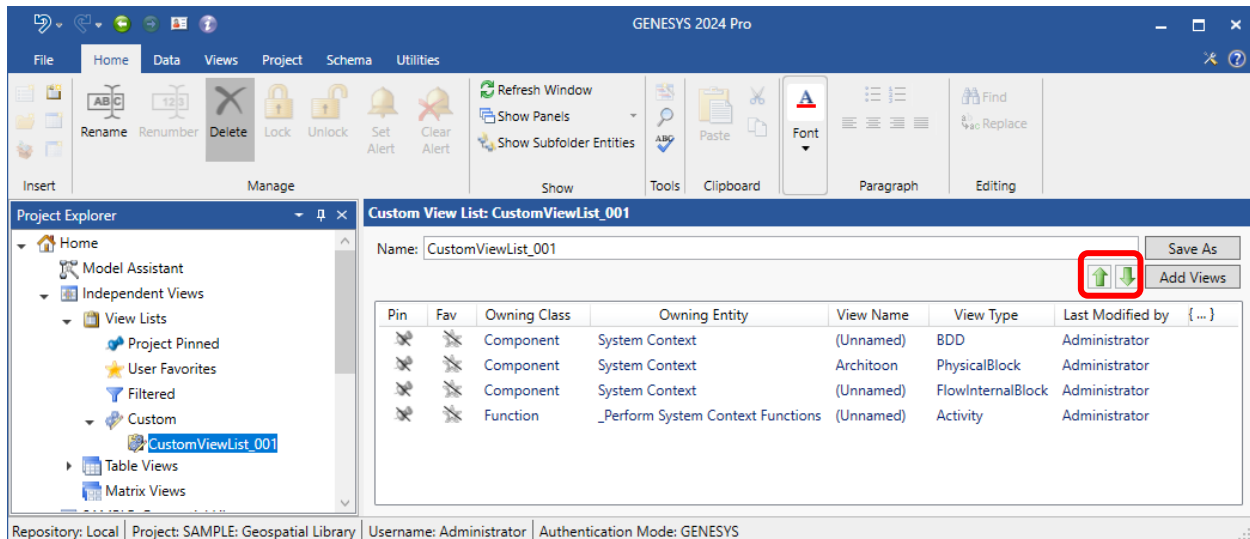 GENESYS 2024 Pro
File Home Data Views Project Schema Utilities
Rename Renumber Delete Lock Unlock Set Alert Clear Alert
Refresh Window
Show Panels
Show Subfolder Entities
Paste
Font
Find
Replace
Insert Manage Show Tools Clipboard Paragraph Editing
Project Explorer
Home
Model Assistant
Independent Views
View Lists
Project Pinned
User Favorites
Filtered
Custom
CustomViewList_001
Table Views
Matrix Views
Custom View List: CustomViewList_001
Name: CustomViewList_001 Save As
Add Views
Pin Fav Owning Class Owning Entity View Name View Type Last Modified by { ... }
Component System Context (Unnamed) BDD Administrator
Component System Context Architoon PhysicalBlock Administrator
Component System Context (Unnamed) FlowInternalBlock Administrator
Function _Perform System Context Functions (Unnamed) Activity Administrator
Repository: Local Project: SAMPLE: Geospatial Library Username: Administrator Authentication Mode: GENESYS